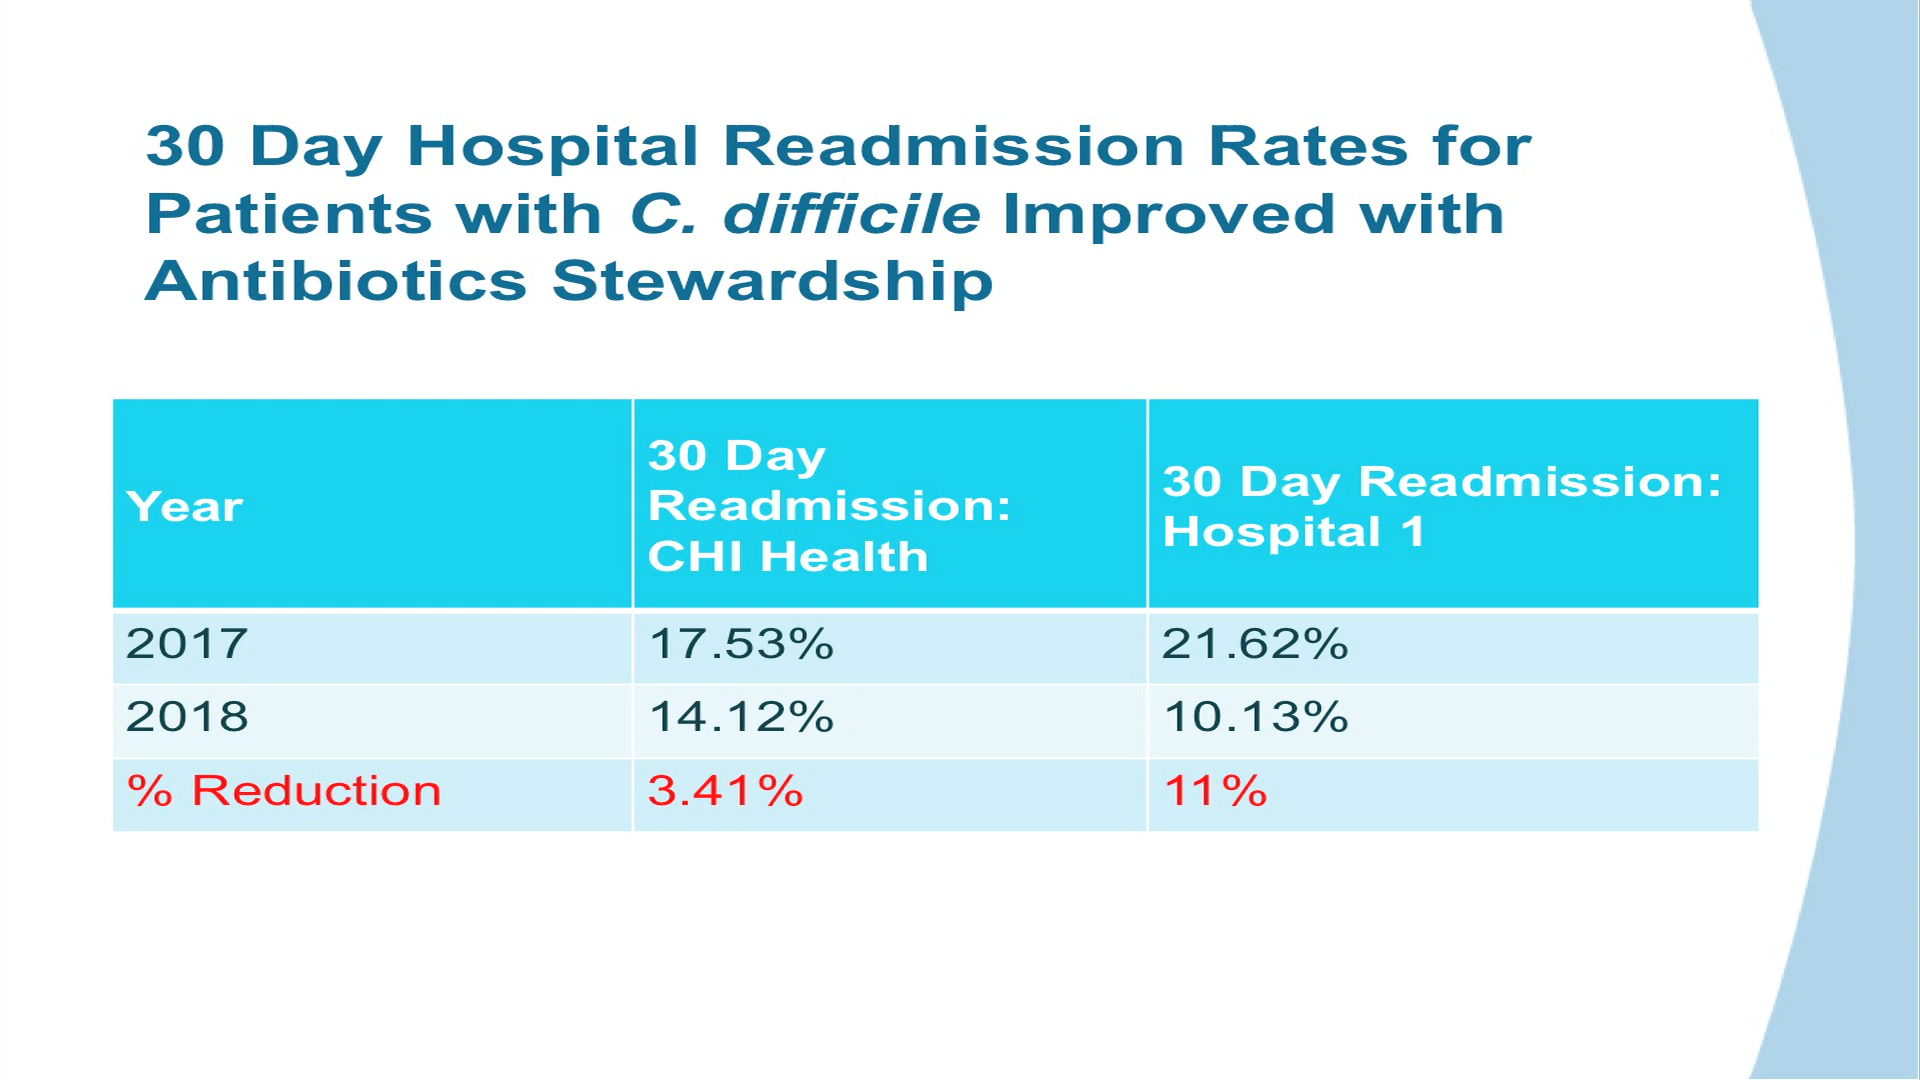 30 Day Hospital Readmission Rates for
Patients with C. difficile Improved with
Antibiotics Stewardship
Year
30 Day
Readmission:
CHI Health
30 Day Readmission:
Hospital 1
2017 17.53% 21.62%
2018 14.12% 10.13%
% Reduction 3.41% 11%